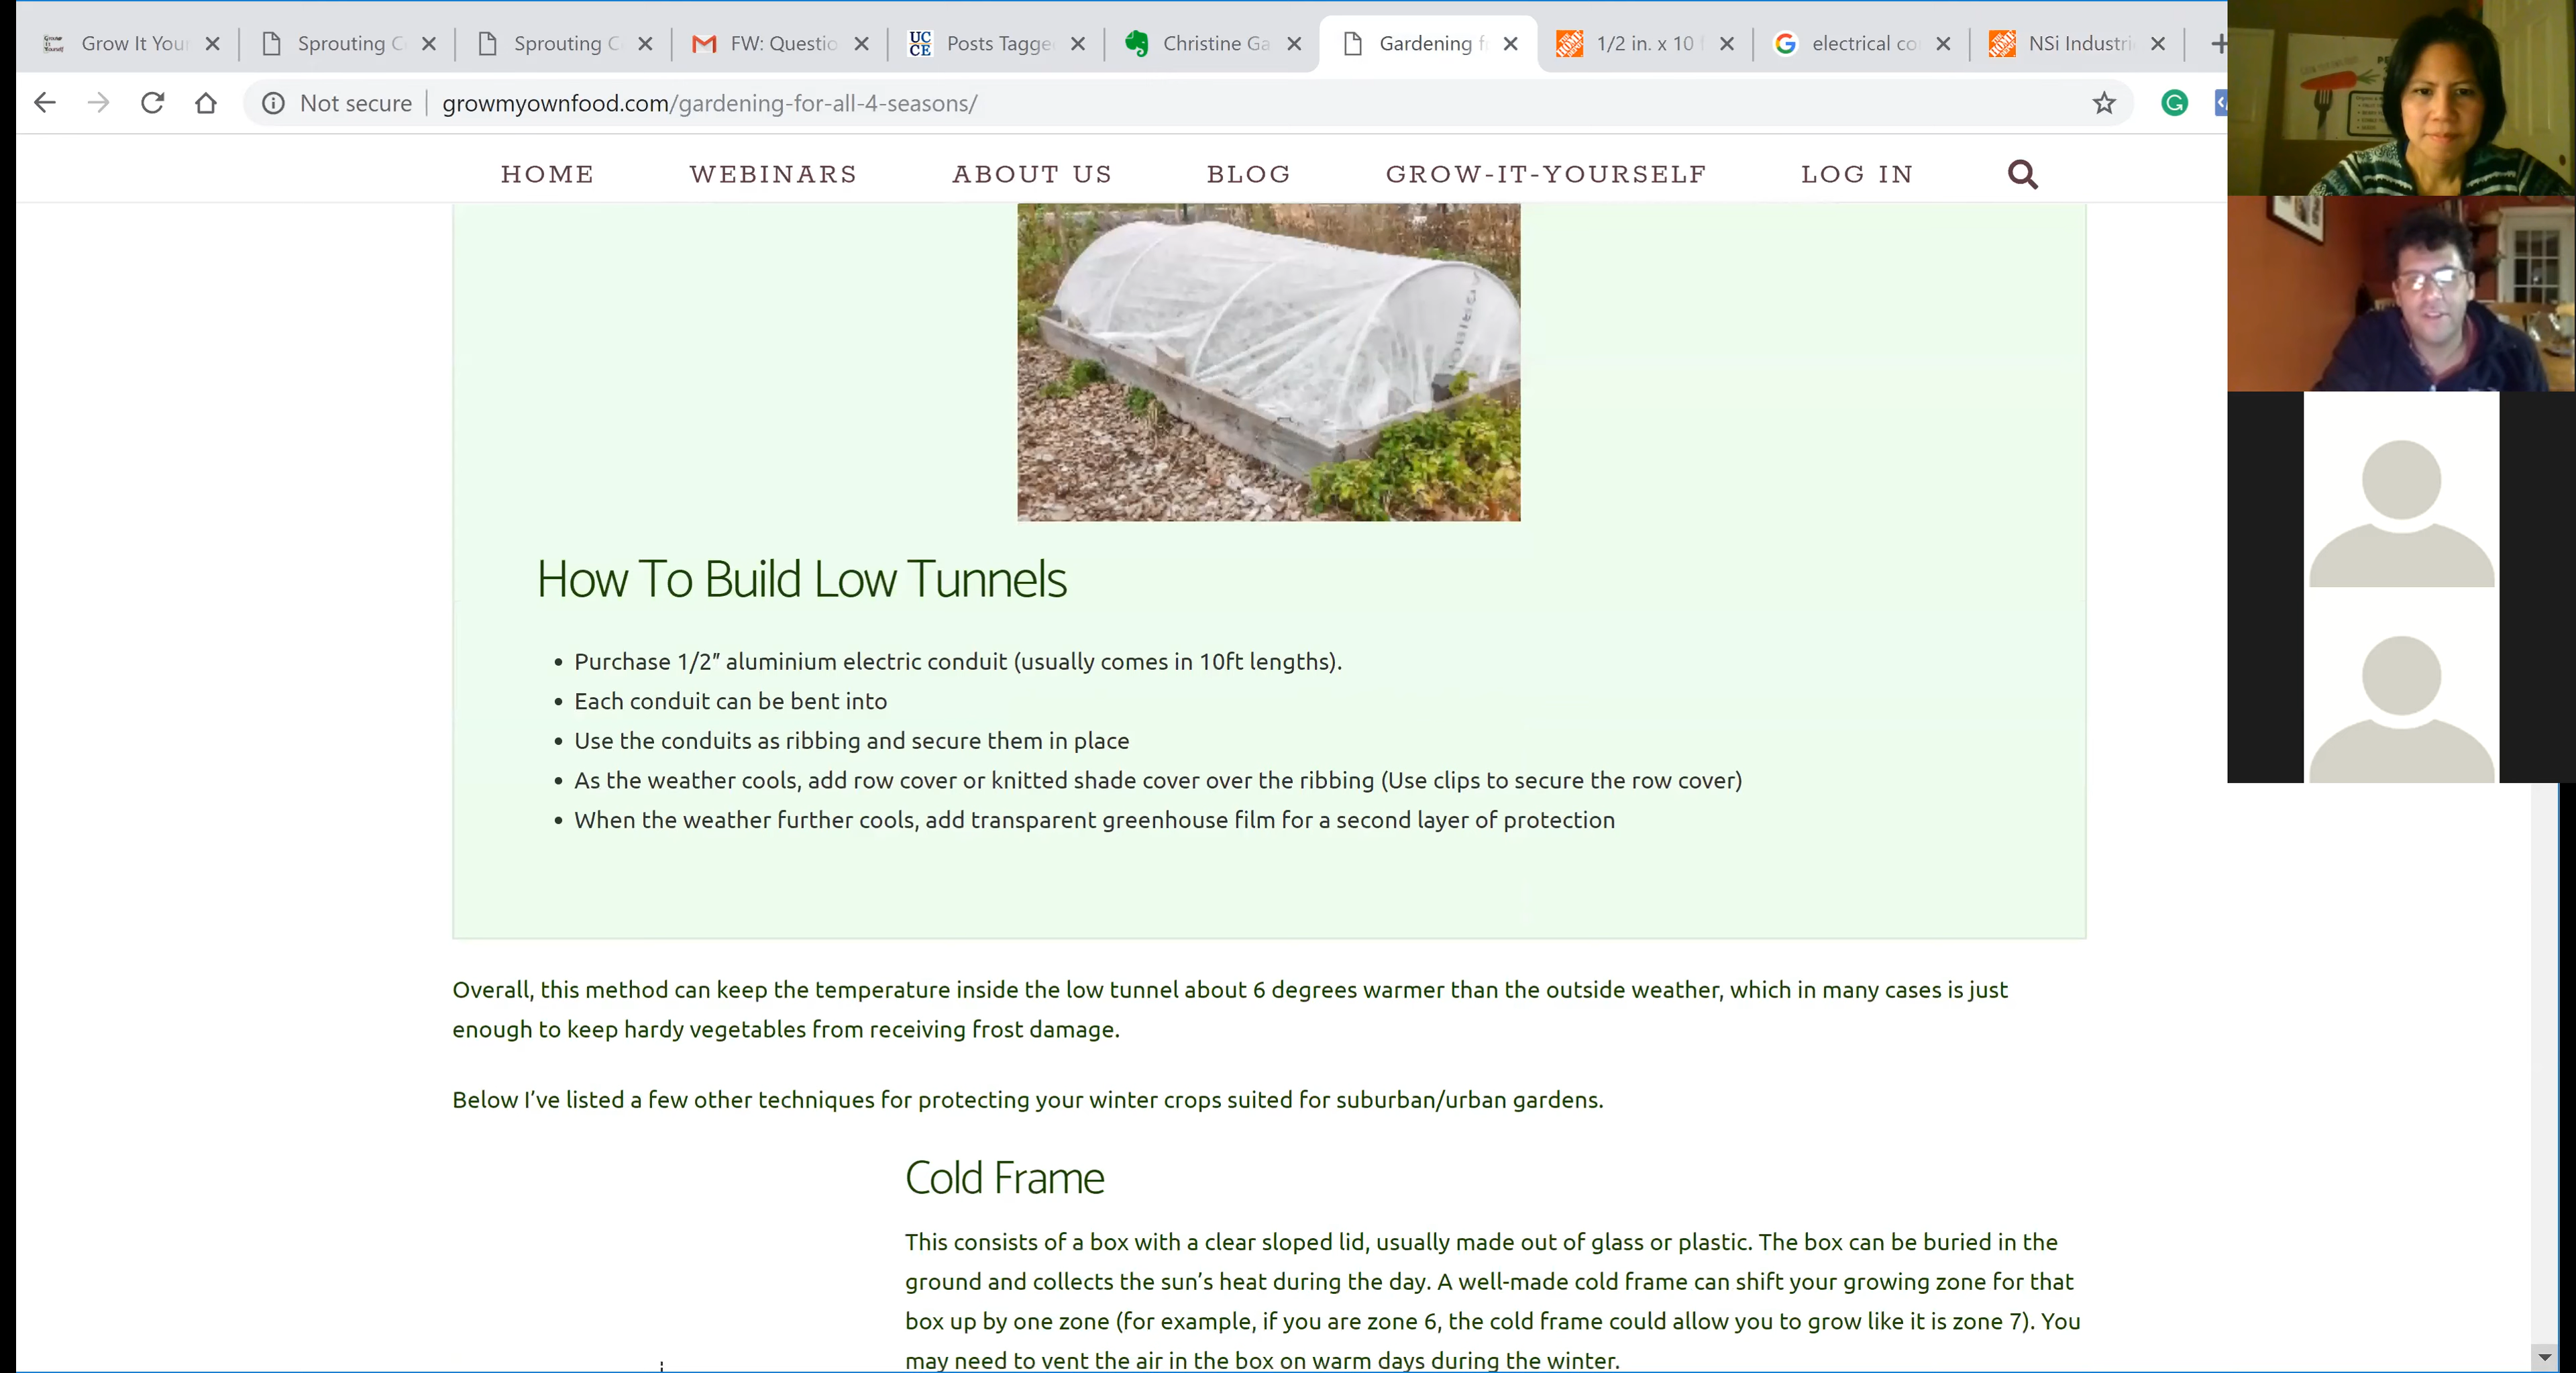 Grow It Your
Sprouting C
Sprouting C
FW: Questio
UC
CE
Posts Tagge
Christine Ga
Gardening f
1/2 in. x 10
electrical co
NSi Industri
Not secure
growmyownfood.com/gardening-for-all-4-seasons/
HOME
WEBINARS
ABOUT US
BLOG
GROW-IT-YOURSELF
LOG IN
How To Build Low Tunnels
• Purchase 1/2″ aluminium electric conduit (usually comes in 10ft lengths).
• Each conduit can be bent into
• Use the conduits as ribbing and secure them in place
• As the weather cools, add row cover or knitted shade cover over the ribbing (Use clips to secure the row cover)
• When the weather further cools, add transparent greenhouse film for a second layer of protection
Overall, this method can keep the temperature inside the low tunnel about 6 degrees warmer than the outside weather, which in many cases is just
enough to keep hardy vegetables from receiving frost damage.
Below I’ve listed a few other techniques for protecting your winter crops suited for suburban/urban gardens.
Cold Frame
This consists of a box with a clear sloped lid, usually made out of glass or plastic. The box can be buried in the
ground and collects the sun’s heat during the day. A well-made cold frame can shift your growing zone for that
box up by one zone (for example, if you are zone 6, the cold frame could allow you to grow like it is zone 7). You
may need to vent the air in the box on warm days during the winter.